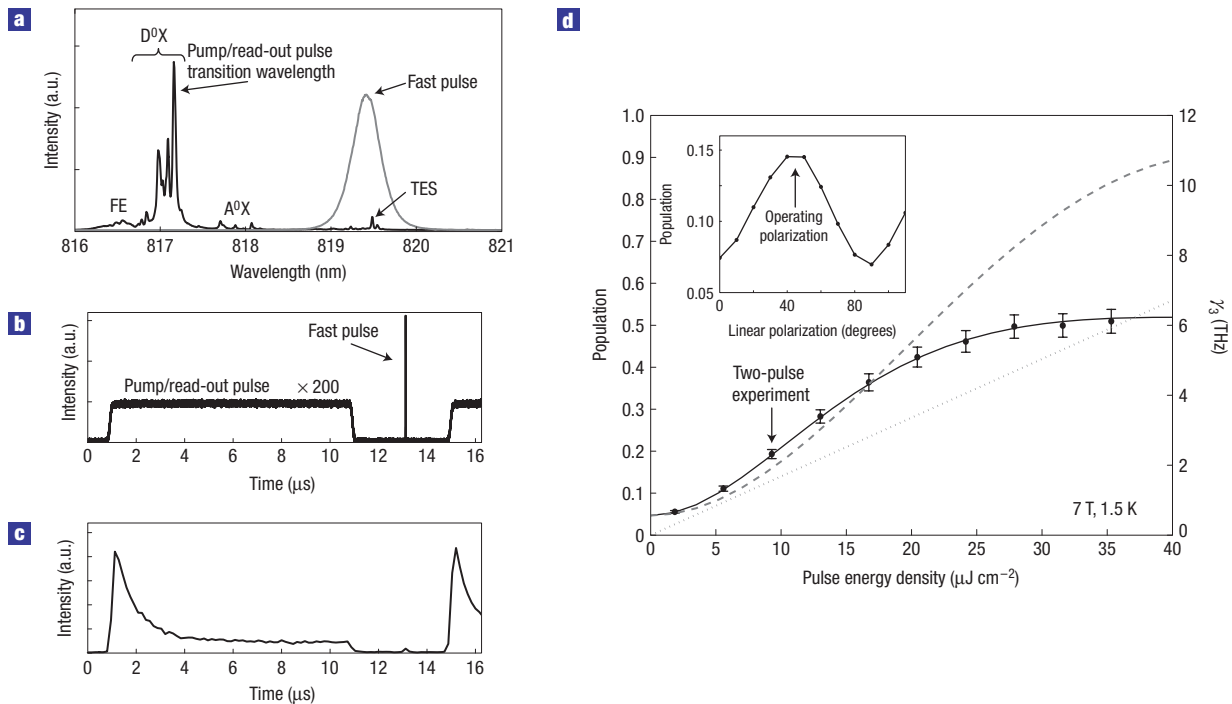 a
D⁰X
Pump/read-out pulse
transition wavelength
Fast pulse
TES
FE
A⁰X
Intensity (a.u.)
816 817 818 819 820 821
Wavelength (nm)
b
Fast pulse
Pump/read-out pulse × 200
Intensity (a.u.)
0 2 4 6 8 10 12 14 16
Time (μs)
c
Intensity (a.u.)
0 2 4 6 8 10 12 14 16
Time (μs)
d
1.0
0.9
0.8
0.7
0.6
0.5
0.4
0.3
0.2
0.1
0
Population
0.15
0.10
0.05
Population
Operating
polarization
0 40 80
Linear polarization (degrees)
Two-pulse
experiment
7 T, 1.5 K
12
10
8
6
4
2
0
γ₃ (THz)
0 5 10 15 20 25 30 35 40
Pulse energy density (μJ cm⁻²)